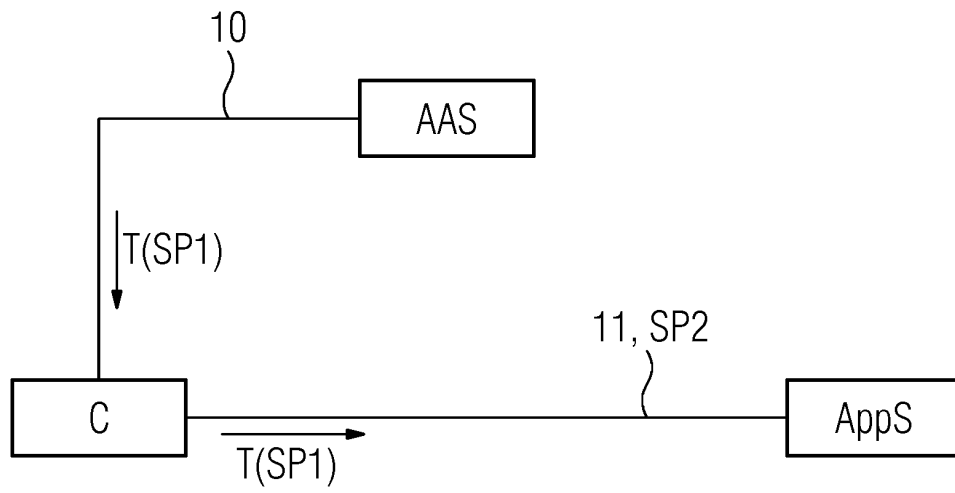 10
AAS
T(SP1)
11, SP2
C
AppS
T(SP1)